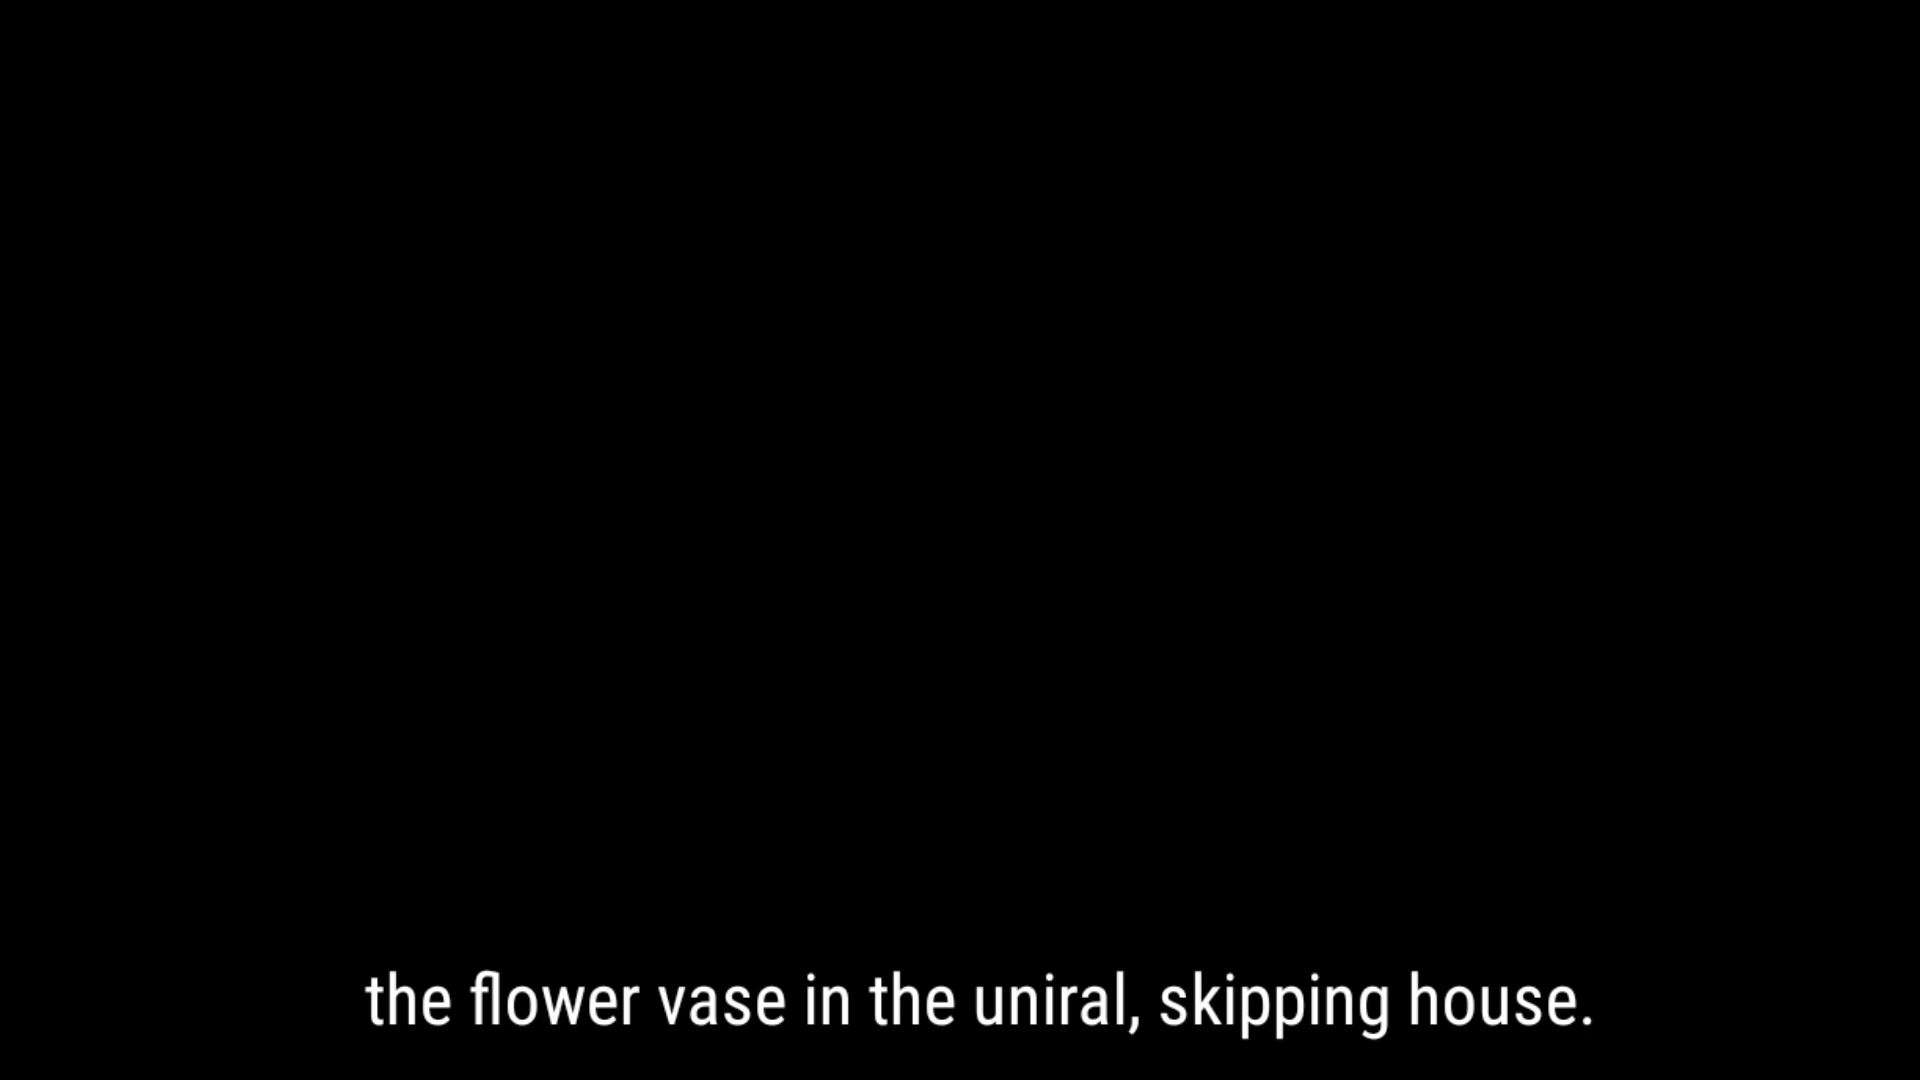 the flower vase in the uniral, skipping house.